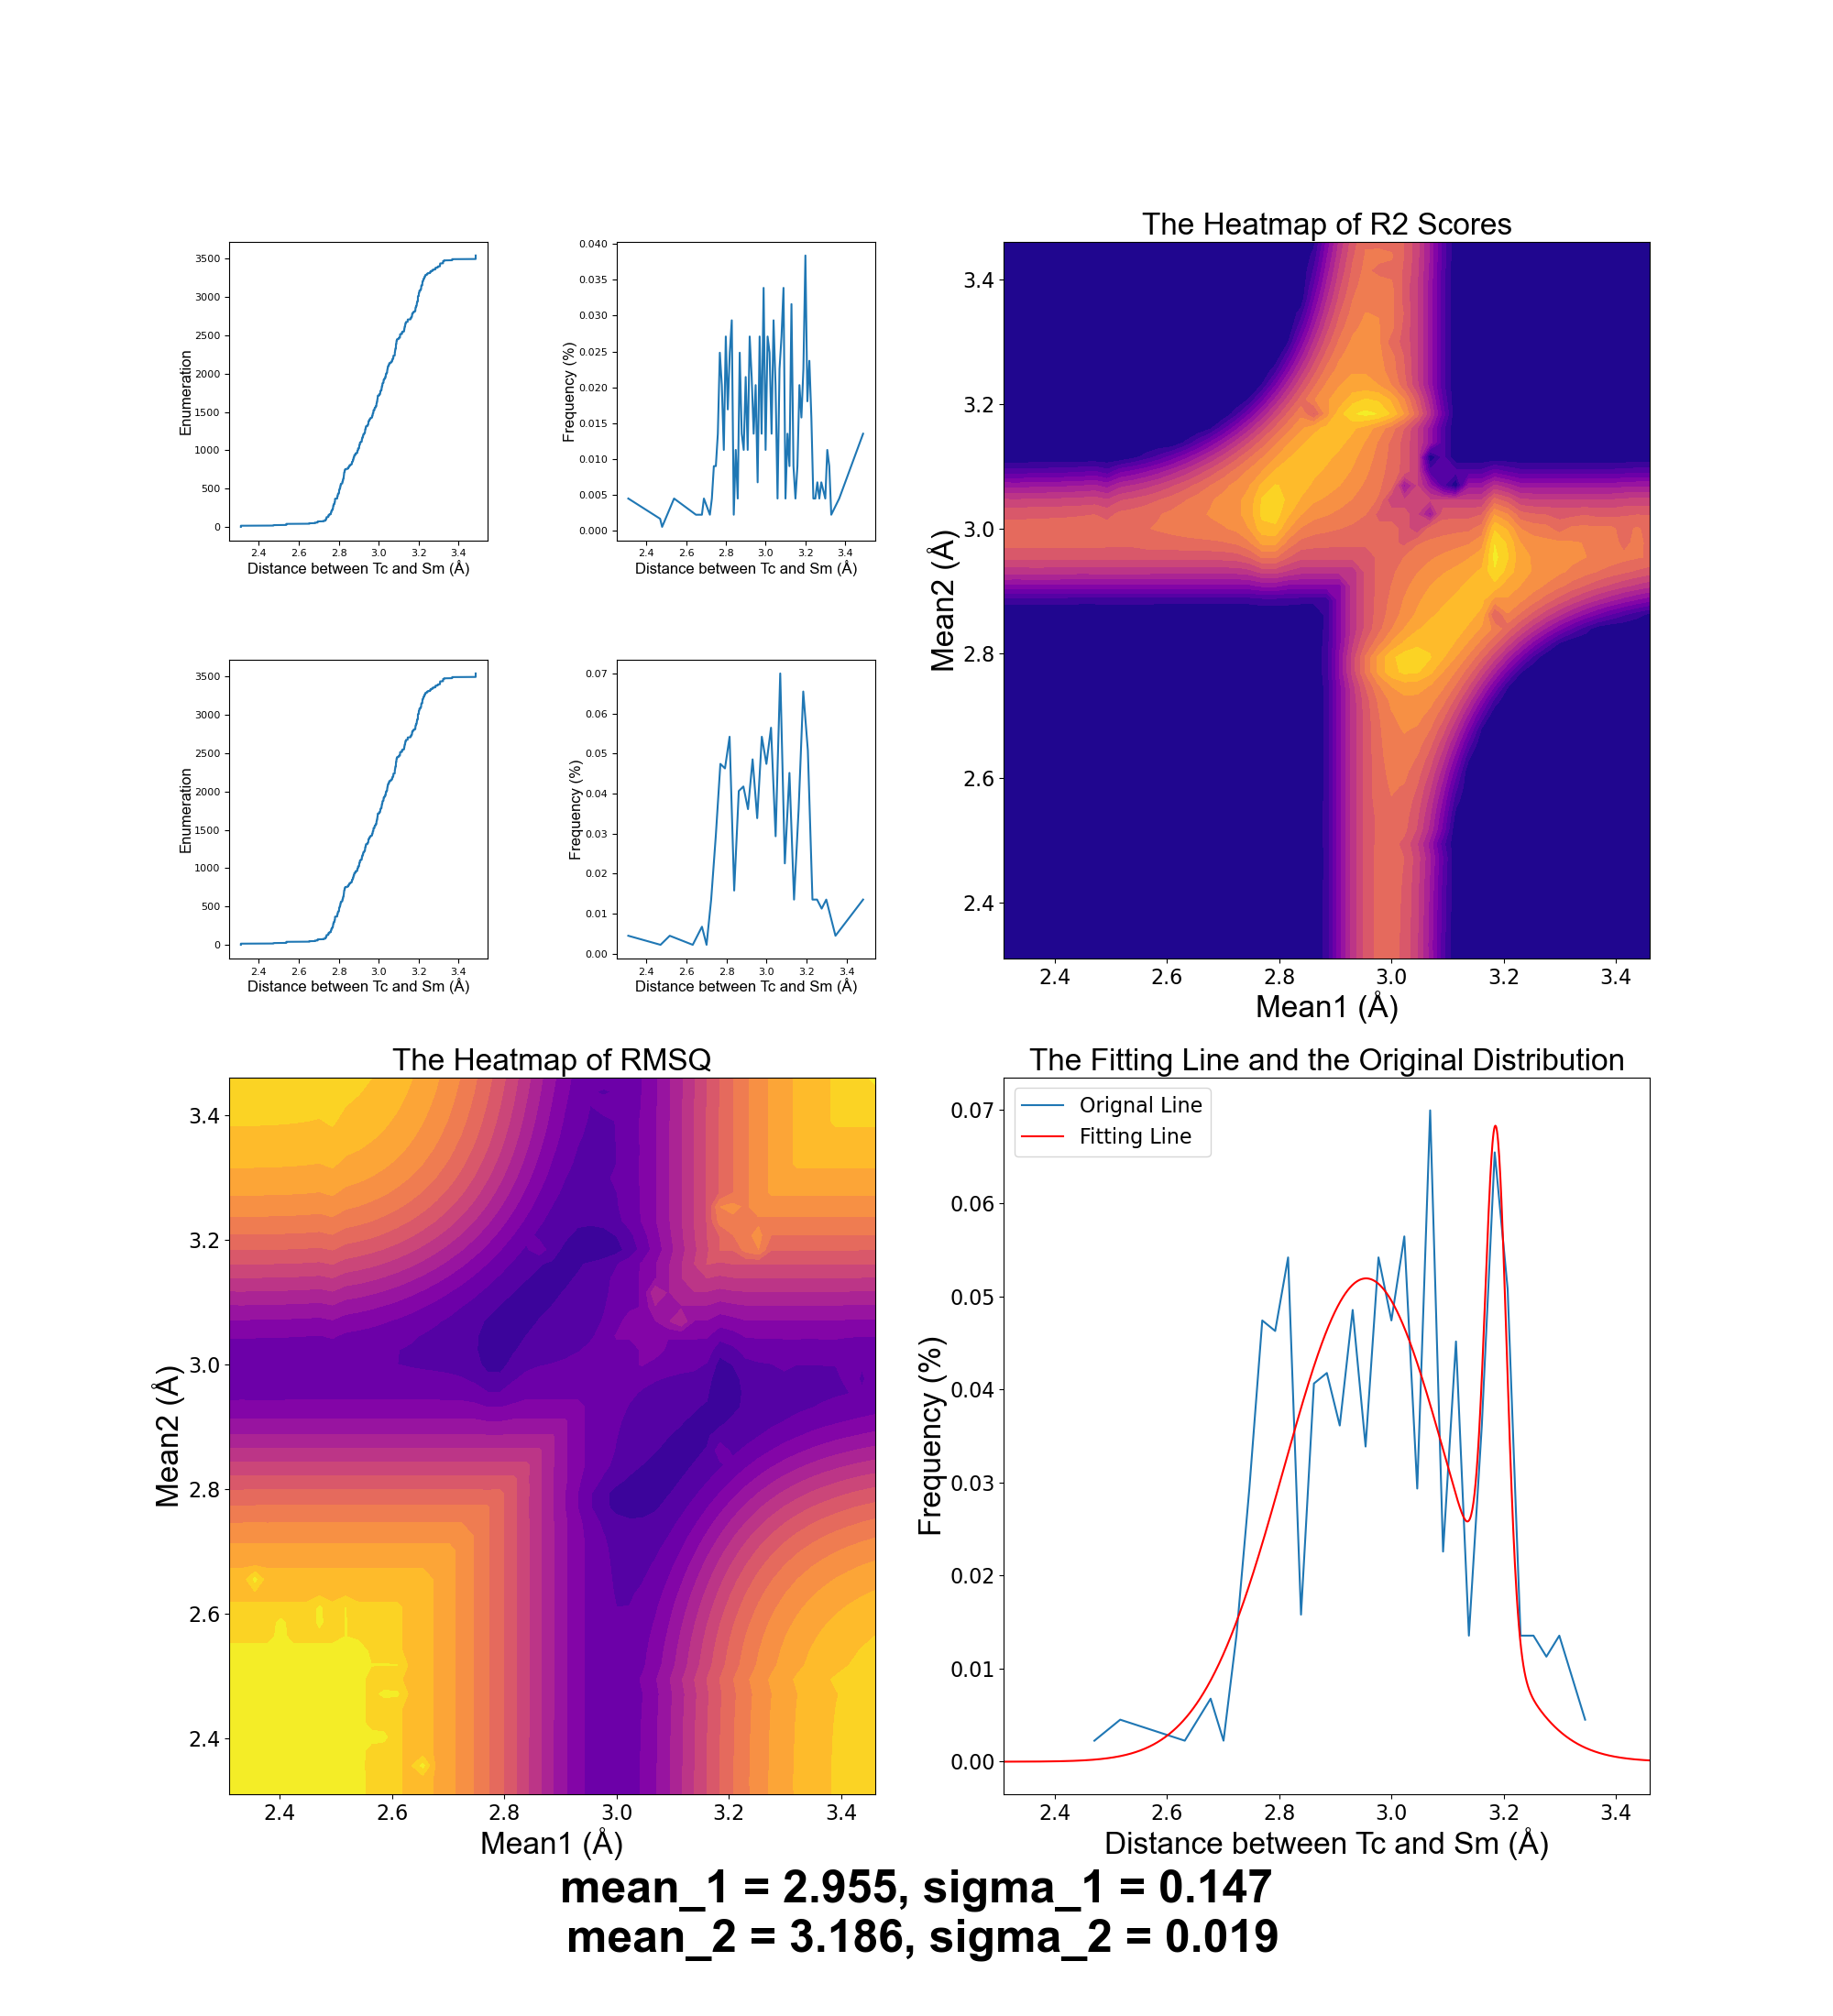 The Heatmap of R2 Scores
3500
3000
2500
2000
1500
1000
500
0
Enumeration
2.4 2.6 2.8 3.0 3.2 3.4
Distance between Tc and Sm (Å)
0.040
0.035
0.030
0.025
0.020
0.015
0.010
0.005
0.000
Frequency (%)
2.4 2.6 2.8 3.0 3.2 3.4
Distance between Tc and Sm (Å)
3500
3000
2500
2000
1500
1000
500
0
Enumeration
2.4 2.6 2.8 3.0 3.2 3.4
Distance between Tc and Sm (Å)
0.07
0.06
0.05
0.04
0.03
0.02
0.01
0.00
Frequency (%)
2.4 2.6 2.8 3.0 3.2 3.4
Distance between Tc and Sm (Å)
3.4
3.2
3.0
2.8
2.6
2.4
Mean2 (Å)
2.4 2.6 2.8 3.0 3.2 3.4
Mean1 (Å)
The Heatmap of RMSQ
3.4
3.2
3.0
2.8
2.6
2.4
Mean2 (Å)
2.4 2.6 2.8 3.0 3.2 3.4
Mean1 (Å)
The Fitting Line and the Original Distribution
Orignal Line
Fitting Line
0.07
0.06
0.05
0.04
0.03
0.02
0.01
0.00
Frequency (%)
2.4 2.6 2.8 3.0 3.2 3.4
Distance between Tc and Sm (Å)
mean_1 = 2.955, sigma_1 = 0.147
mean_2 = 3.186, sigma_2 = 0.019